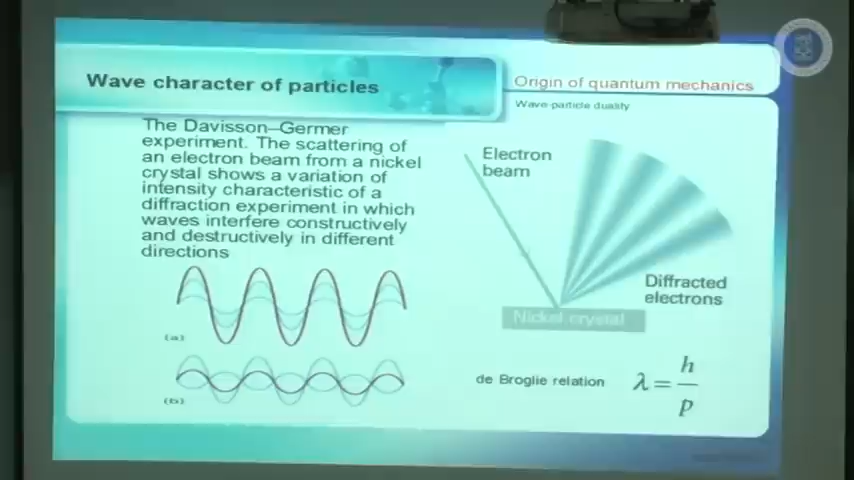 Wave character of particles
Origin of quantum mechanics
Wave-particle duality
The Davisson–Germer
experiment. The scattering of
an electron beam from a nickel
crystal shows a variation of
intensity characteristic of a
diffraction experiment in which
waves interfere constructively
and destructively in different
directions
Electron
beam
Diffracted
electrons
Nickel crystal
(a)
(b)
de Broglie relation λ = h/p